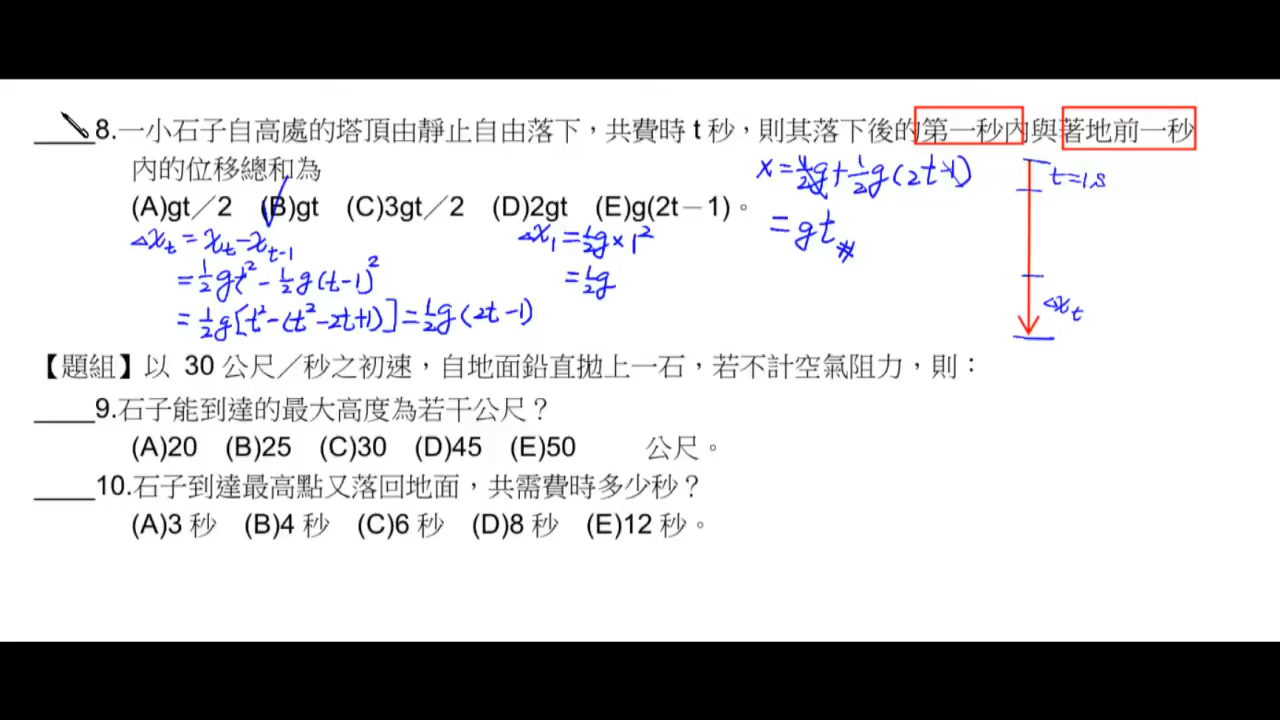 ____8.一小石子自高處的塔頂由靜止自由落下，共費時 t 秒，則其落下後的第一秒內與著地前一秒
內的位移總和為
x=½g+½g(2t-1)
=gt#
t=1s
(A)gt／2 (B)gt (C)3gt／2 (D)2gt (E)g(2t－1)。
△x_t = x_t - x_{t-1}
=½gt²-½g(t-1)²
=½g[t²-(t²-2t+1)]=½g(2t-1)
△x_1=½g×1²
=½g
△x_t
【題組】以 30 公尺／秒之初速，自地面鉛直拋上一石，若不計空氣阻力，則：
____9.石子能到達的最大高度為若干公尺？
(A)20 (B)25 (C)30 (D)45 (E)50 公尺。
____10.石子到達最高點又落回地面，共需費時多少秒？
(A)3 秒 (B)4 秒 (C)6 秒 (D)8 秒 (E)12 秒。